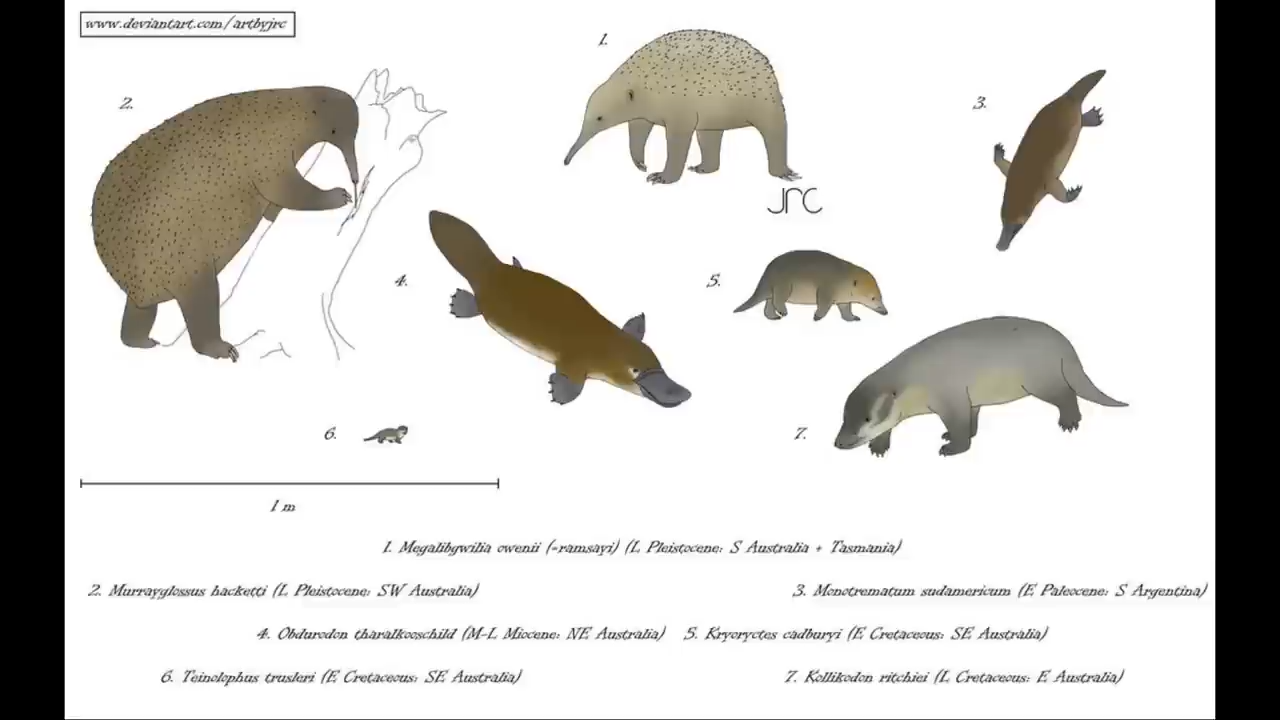 www.deviantart.com/artbyjrc
1.
2.
3.
JRC
4.
5.
6.
7.
1 m
1. Megalibgwilia owenii (=ramsayi) (L Pleistocene: S Australia + Tasmania)
2. Murrayglossus hacketti (L Pleistocene: SW Australia)
3. Monotrematum sudamericum (E Paleocene: S Argentina)
4. Obdurodon tharalkooschild (M-L Miocene: NE Australia)
5. Kryoryctes cadburyi (E Cretaceous: SE Australia)
6. Teinolophus trusleri (E Cretaceous: SE Australia)
7. Kollikodon ritchiei (L Cretaceous: E Australia)